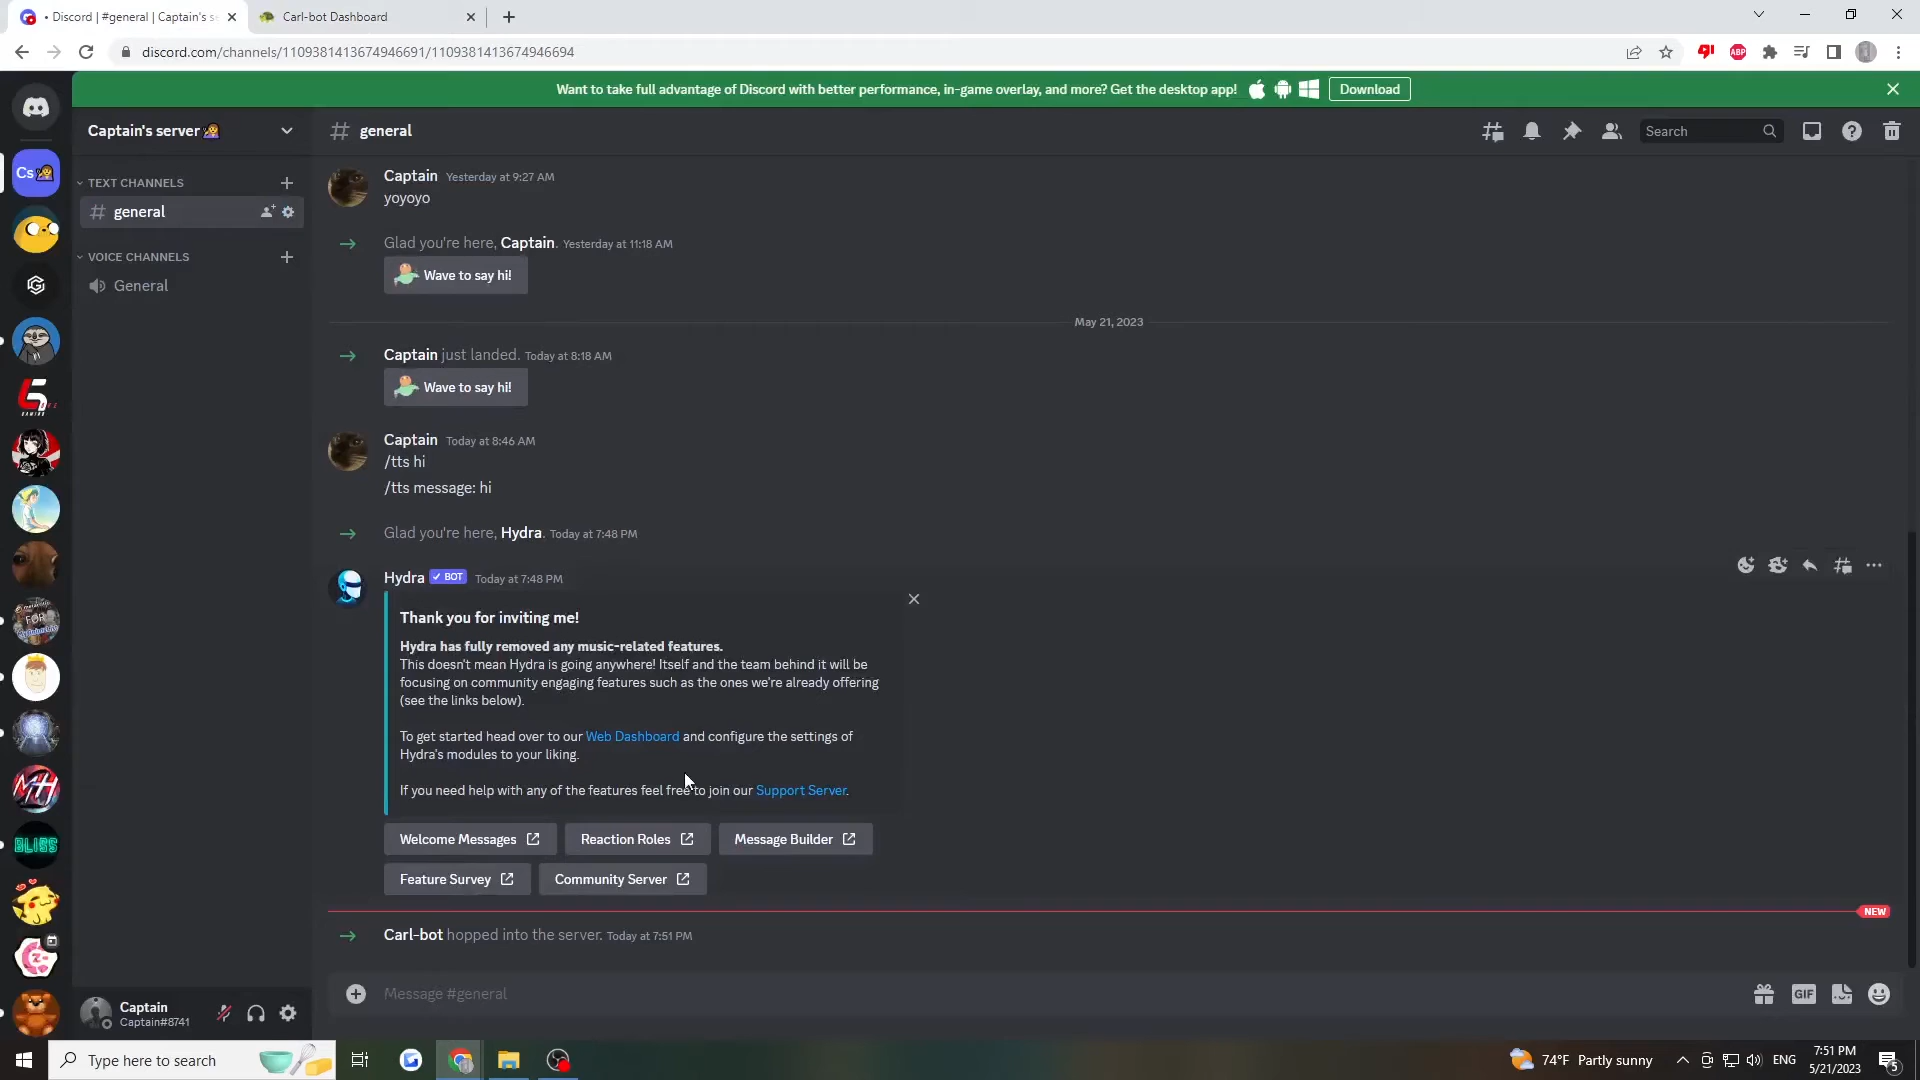 • Discord | #general | Captain's se
Carl-bot Dashboard
discord.com/channels/1109381413674946691/1109381413674946694
ABP
Want to take full advantage of Discord with better performance, in-game overlay, and more? Get the desktop app!
Download
Captain's server
# general
Search
Cs
TEXT CHANNELS
general
VOICE CHANNELS
General
Captain Yesterday at 9:27 AM
yoyoyo
Glad you're here, Captain. Yesterday at 11:18 AM
Wave to say hi!
May 21, 2023
Captain just landed. Today at 8:18 AM
Wave to say hi!
Captain Today at 8:46 AM
/tts hi
/tts message: hi
Glad you're here, Hydra. Today at 7:48 PM
Hydra ✓ BOT Today at 7:48 PM
Thank you for inviting me!
Hydra has fully removed any music-related features.
This doesn't mean Hydra is going anywhere! Itself and the team behind it will be
focusing on community engaging features such as the ones we're already offering
(see the links below).
To get started head over to our Web Dashboard and configure the settings of
Hydra's modules to your liking.
If you need help with any of the features feel free to join our Support Server.
Welcome Messages
Reaction Roles
Message Builder
Feature Survey
Community Server
NEW
Carl-bot hopped into the server. Today at 7:51 PM
Message #general
GIF
MH
BLISS
Captain
Captain#8741
Type here to search
74°F Partly sunny
ENG
7:51 PM
5/21/2023
5